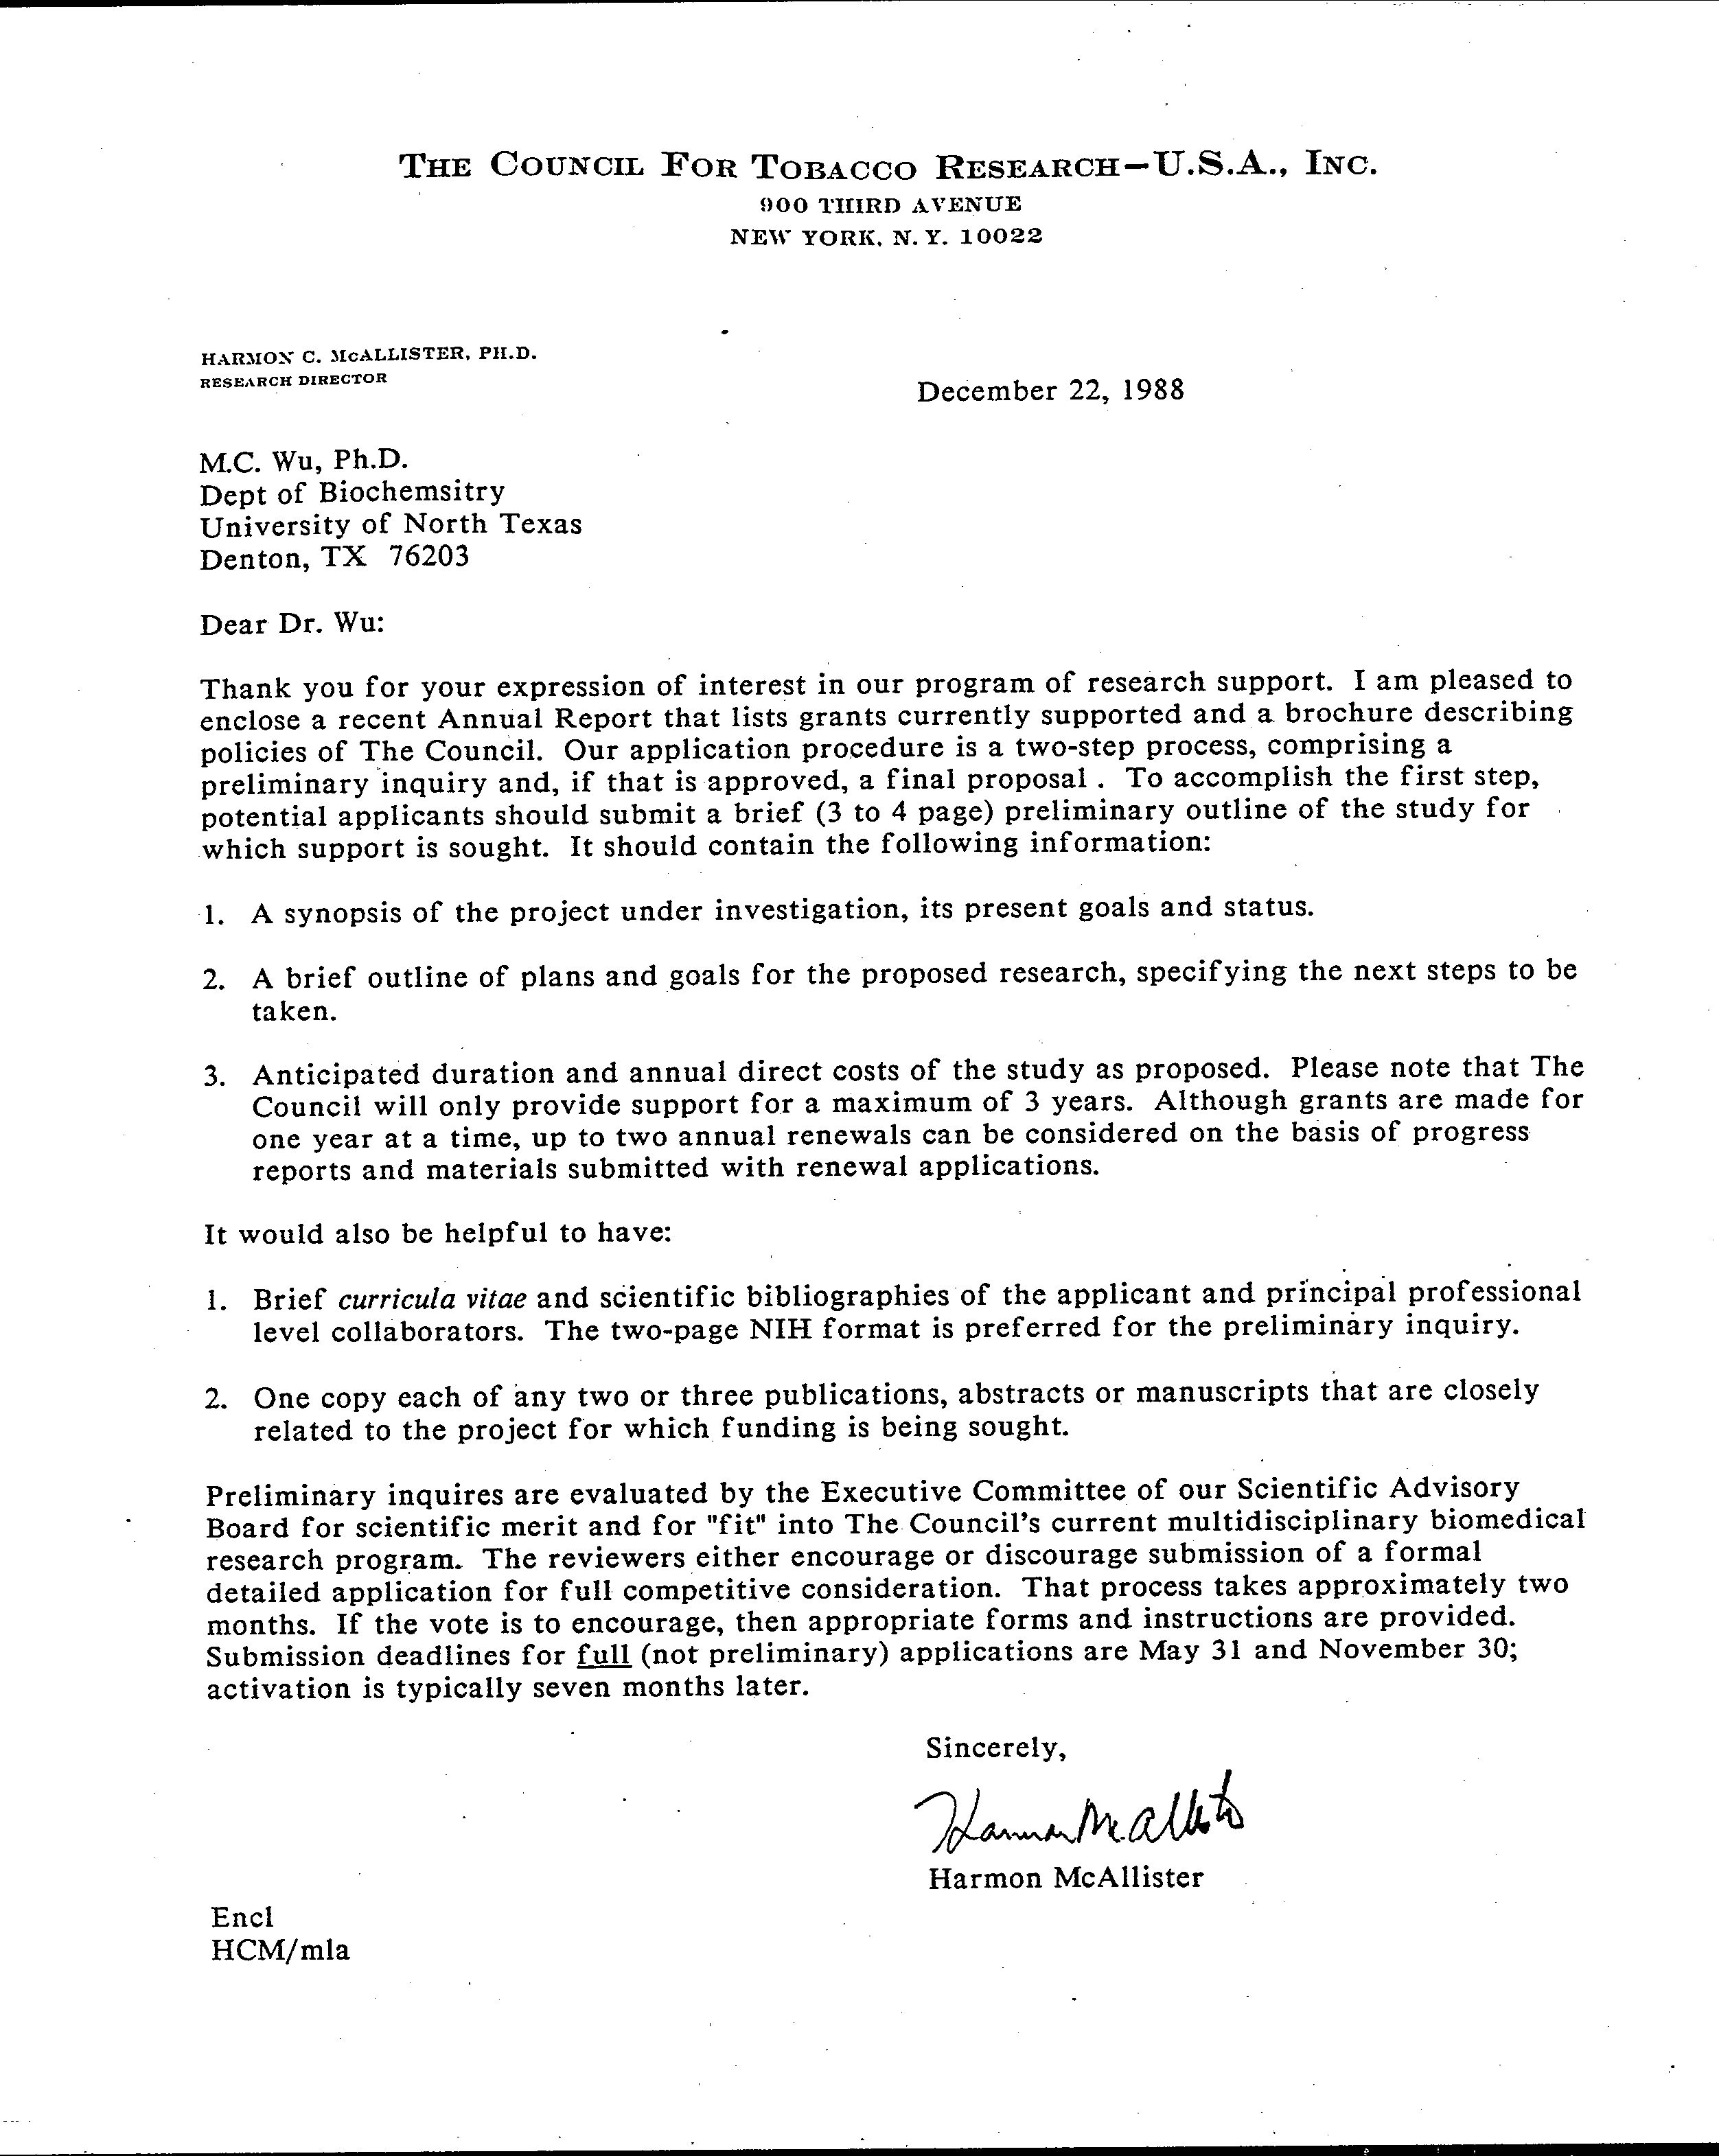 THE COUNCIL FOR TOBACCO RESEARCH—U.S.A., INC.
900 THIRD AVENUE
NEW YORK, N. Y. 10022
HARMON C. McALLISTER, PH.D.
RESEARCH DIRECTOR
December 22, 1988
M.C. Wu, Ph.D.
Dept of Biochemsitry
University of North Texas
Denton, TX 76203
Dear Dr. Wu:
Thank you for your expression of interest in our program of research support. I am pleased to
enclose a recent Annual Report that lists grants currently supported and a brochure describing
policies of The Council. Our application procedure is a two-step process, comprising a
preliminary inquiry and, if that is approved, a final proposal . To accomplish the first step,
potential applicants should submit a brief (3 to 4 page) preliminary outline of the study for
which support is sought. It should contain the following information:
1. A synopsis of the project under investigation, its present goals and status.
2. A brief outline of plans and goals for the proposed research, specifying the next steps to be
taken.
3. Anticipated duration and annual direct costs of the study as proposed. Please note that The
Council will only provide support for a maximum of 3 years. Although grants are made for
one year at a time, up to two annual renewals can be considered on the basis of progress
reports and materials submitted with renewal applications.
It would also be helpful to have:
1. Brief curricula vitae and scientific bibliographies of the applicant and principal professional
level collaborators. The two-page NIH format is preferred for the preliminary inquiry.
2. One copy each of any two or three publications, abstracts or manuscripts that are closely
related to the project for which funding is being sought.
Preliminary inquires are evaluated by the Executive Committee of our Scientific Advisory
Board for scientific merit and for "fit" into The Council's current multidisciplinary biomedical
research program. The reviewers either encourage or discourage submission of a formal
detailed application for full competitive consideration. That process takes approximately two
months. If the vote is to encourage, then appropriate forms and instructions are provided.
Submission deadlines for full (not preliminary) applications are May 31 and November 30;
activation is typically seven months later.
Sincerely,
Harmon McAllister
Harmon McAllister
Encl
HCM/mla